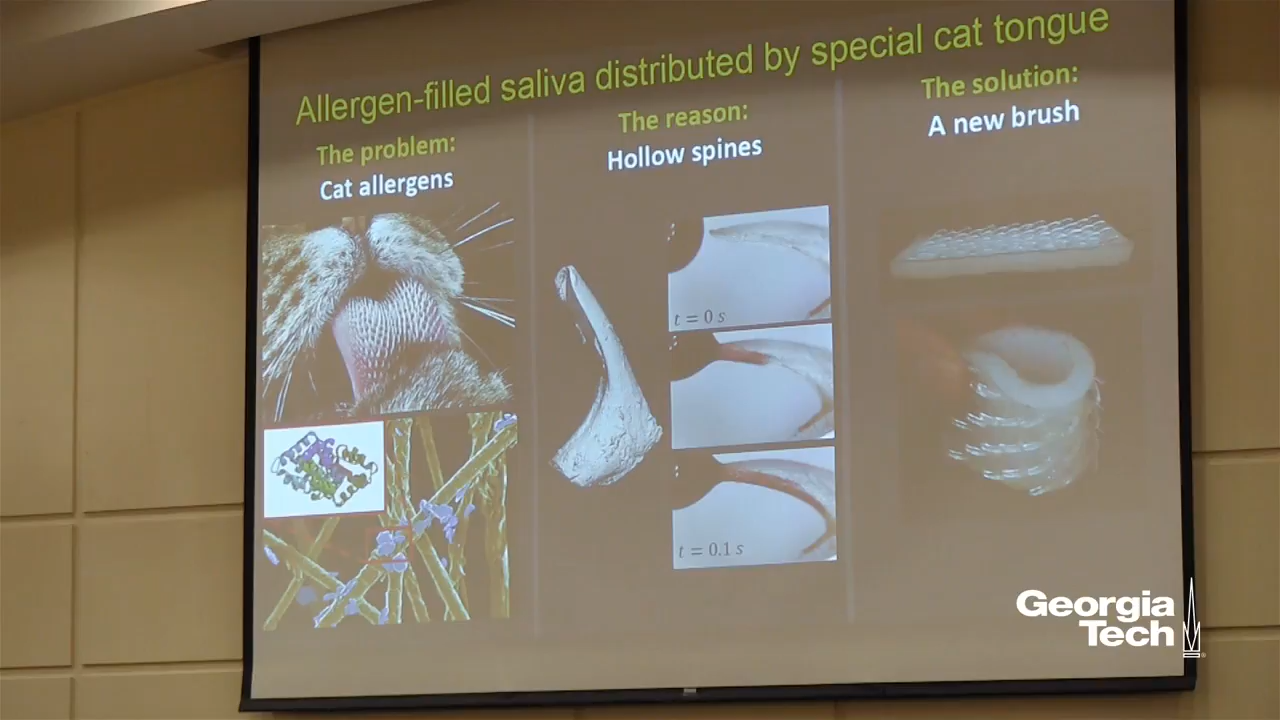 Allergen-filled saliva distributed by special cat tongue
The problem:
Cat allergens
The reason:
Hollow spines
t = 0 s
t = 0.1 s
The solution:
A new brush
Georgia
Tech